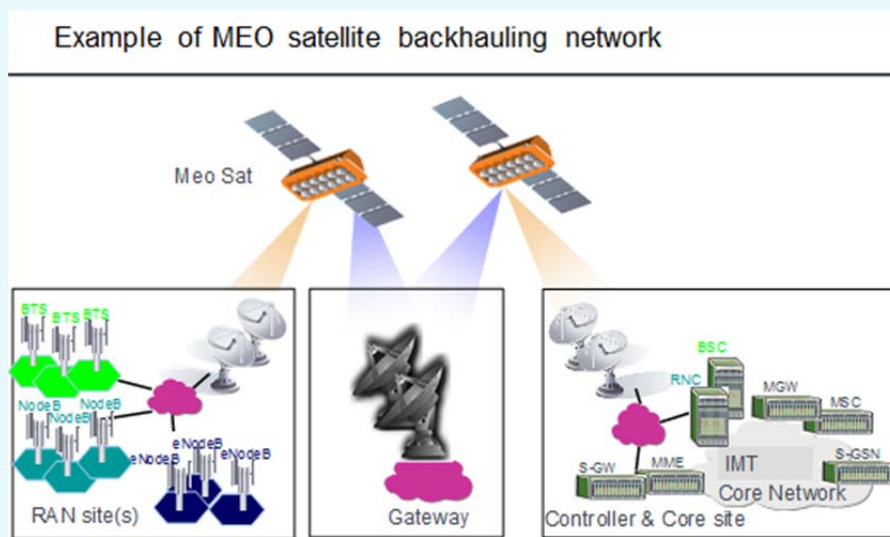 Example of MEO satellite backhauling network
Meo Sat
BTS
BTS
BTS
NodeB
NodeB
NodeB
eNodeB
eNodeB
eNodeB
RAN site(s)
Gateway
BSC
RNC
MGW
MSC
S-GW
MME
IMT
Core Network
S-GSN
Controller & Core site